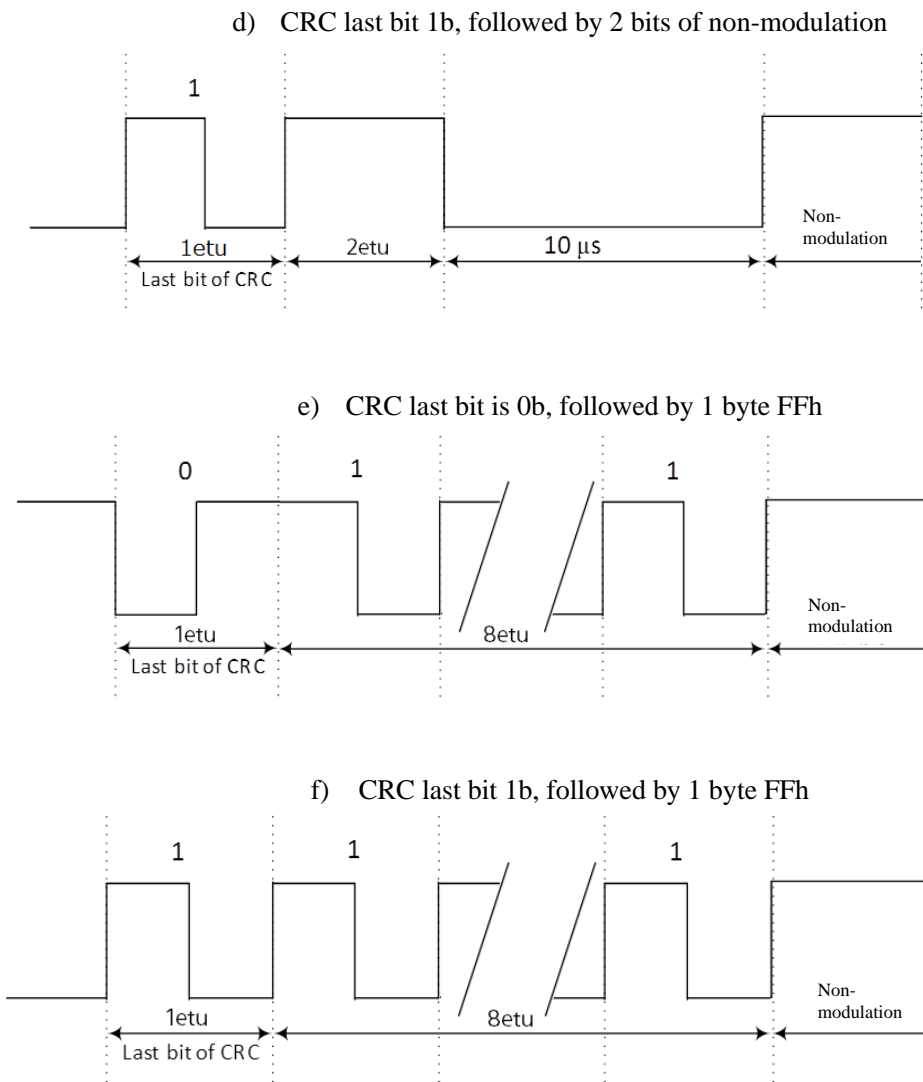 d) CRC last bit 1b, followed by 2 bits of non-modulation
1
1etu
2etu
10 µs
Non-
modulation
Last bit of CRC
e) CRC last bit is 0b, followed by 1 byte FFh
0 1 1
1etu
8etu
Non-
modulation
Last bit of CRC
f) CRC last bit 1b, followed by 1 byte FFh
1 1 1
1etu
8etu
Non-
modulation
Last bit of CRC